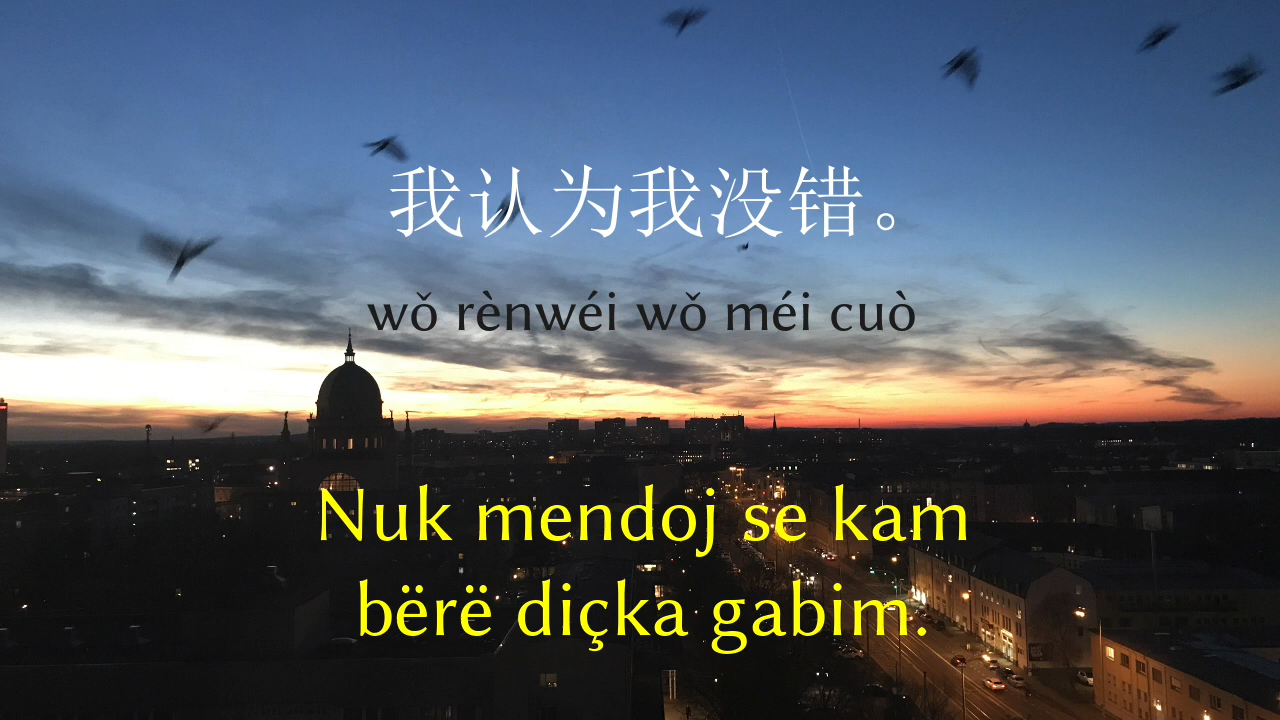 我认为我没错。
wǒ rènwéi wǒ méi cuò
Nuk mendoj se kam
bërë diçka gabim.